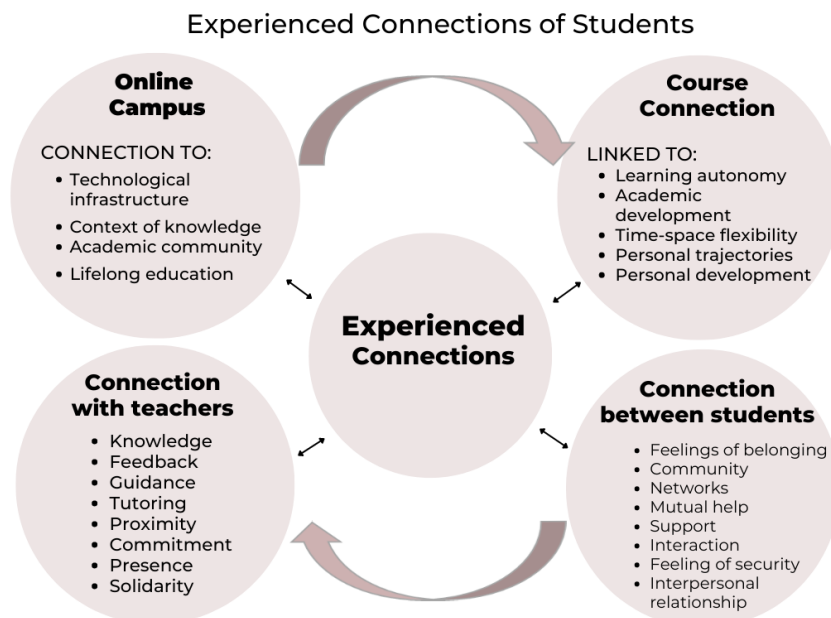 Experienced Connections of Students
Online
Campus
CONNECTION TO:
• Technological
infrastructure
• Context of knowledge
• Academic community
• Lifelong education
Course
Connection
LINKED TO:
• Learning autonomy
• Academic
development
• Time-space flexibility
• Personal trajectories
• Personal development
Experienced
Connections
Connection
with teachers
• Knowledge
• Feedback
• Guidance
• Tutoring
• Proximity
• Commitment
• Presence
• Solidarity
Connection
between students
• Feelings of belonging
• Community
• Networks
• Mutual help
• Support
• Interaction
• Feeling of security
• Interpersonal
relationship